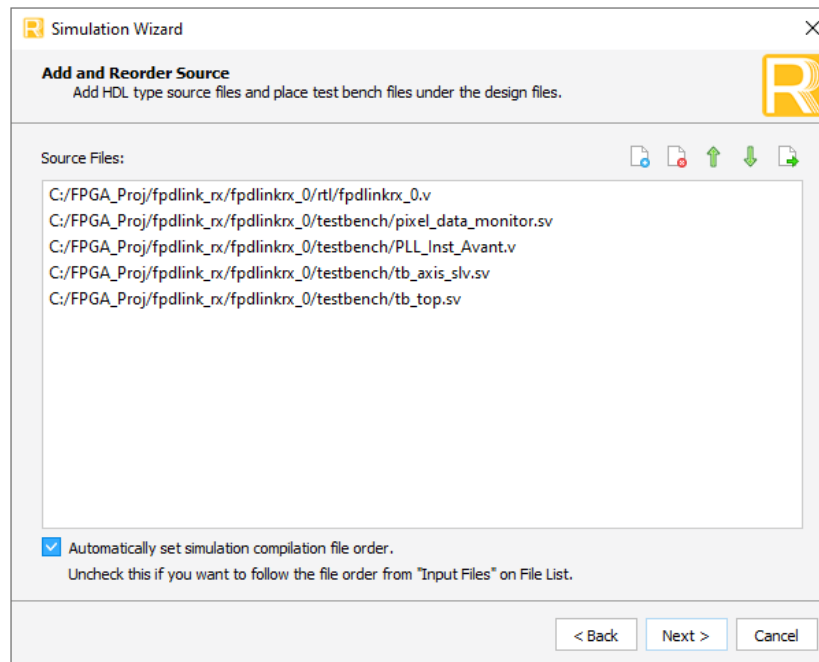 Simulation Wizard
Add and Reorder Source
Add HDL type source files and place test bench files under the design files.
Source Files:
C:/FPGA_Proj/fpdlink_rx/fpdlinkrx_0/rtl/fpdlinkrx_0.v
C:/FPGA_Proj/fpdlink_rx/fpdlinkrx_0/testbench/pixel_data_monitor.sv
C:/FPGA_Proj/fpdlink_rx/fpdlinkrx_0/testbench/PLL_Inst_Avant.v
C:/FPGA_Proj/fpdlink_rx/fpdlinkrx_0/testbench/tb_axis_slv.sv
C:/FPGA_Proj/fpdlink_rx/fpdlinkrx_0/testbench/tb_top.sv
Automatically set simulation compilation file order.
Uncheck this if you want to follow the file order from "Input Files" on File List.
< Back Next > Cancel